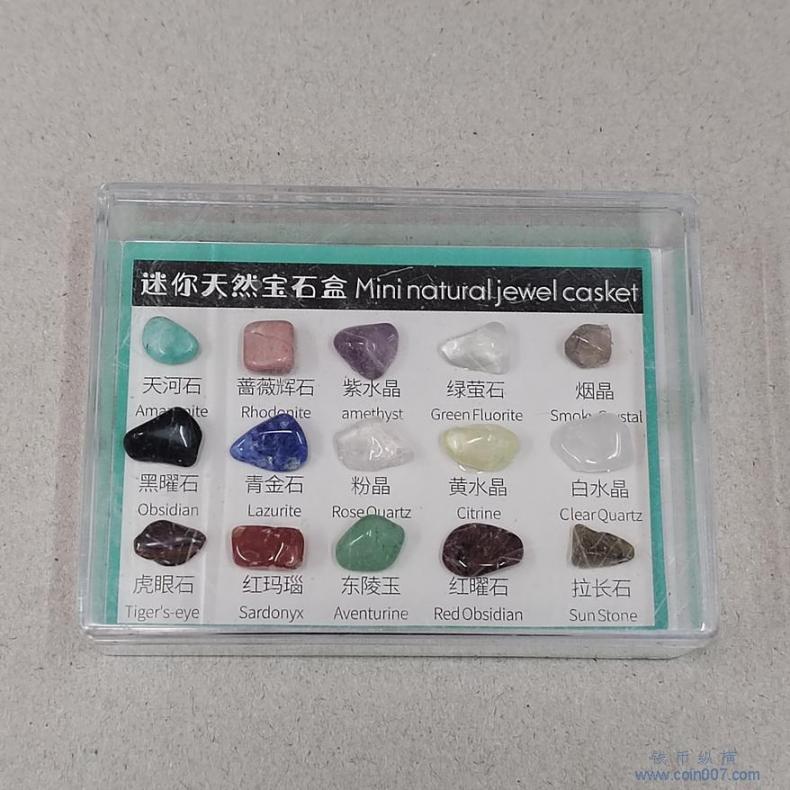 迷你天然宝石盒 Mini natural jewel casket
天河石 蔷薇辉石 紫水晶 绿萤石 烟晶
Rhodonite amethyst Green Fluorite
黑曜石 青金石 粉晶 黄水晶 白水晶
Obsidian Lazurite Rose Quartz Citrine Clear Quartz
虎眼石 红玛瑙 东陵玉 红曜石 拉长石
Tiger's-eye Sardonyx Aventurine Red Obsidian Sun Stone
钱币纵横
www.coin007.com